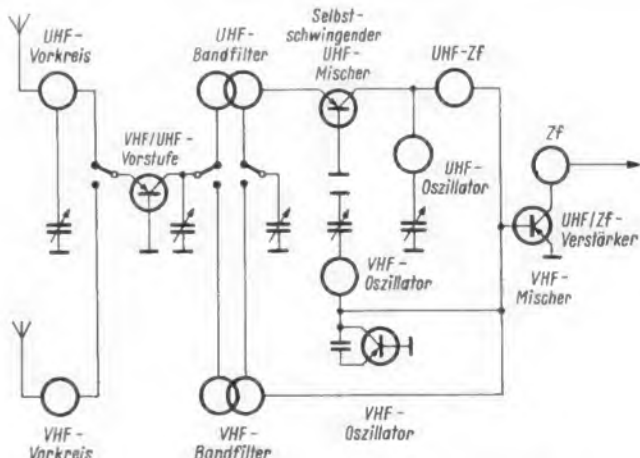 UHF-
Vorkreis
UHF-
Bandfilter
Selbst-
schwingender
UHF-
Mischer
UHF-Zf
VHF/UHF-
Vorstufe
Zf
UHF-
Oszillator
UHF/Zf-
Verstärker
VHF-
Mischer
VHF-
Oszillator
VHF-
Vorkreis
VHF-
Bandfilter
VHF-
Oszillator